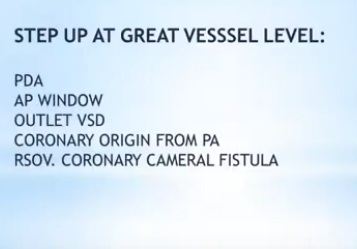 STEP UP AT GREAT VESSSEL LEVEL:
PDA
AP WINDOW
OUTLET VSD
CORONARY ORIGIN FROM PA
RSOV. CORONARY CAMERAL FISTULA